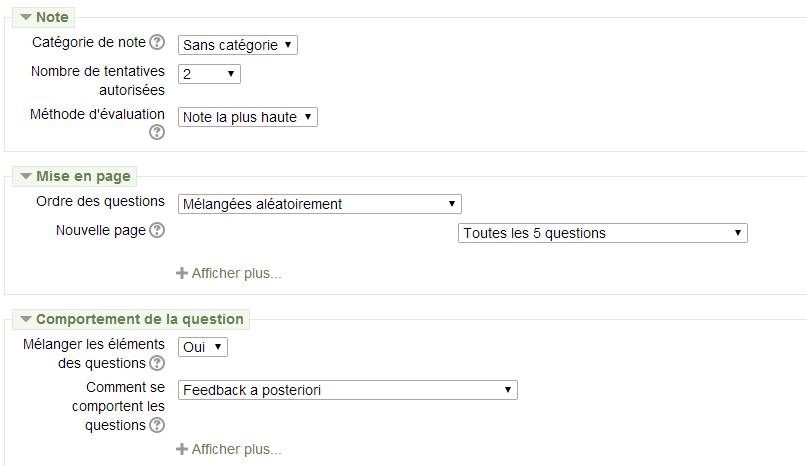 Note
Catégorie de note
Sans catégorie
Nombre de tentatives
autorisées
2
Méthode d'évaluation
Note la plus haute
Mise en page
Ordre des questions
Mélangées aléatoirement
Nouvelle page
Toutes les 5 questions
Afficher plus...
Comportement de la question
Mélanger les éléments
des questions
Oui
Comment se
comportent les
questions
Feedback a posteriori
Afficher plus...